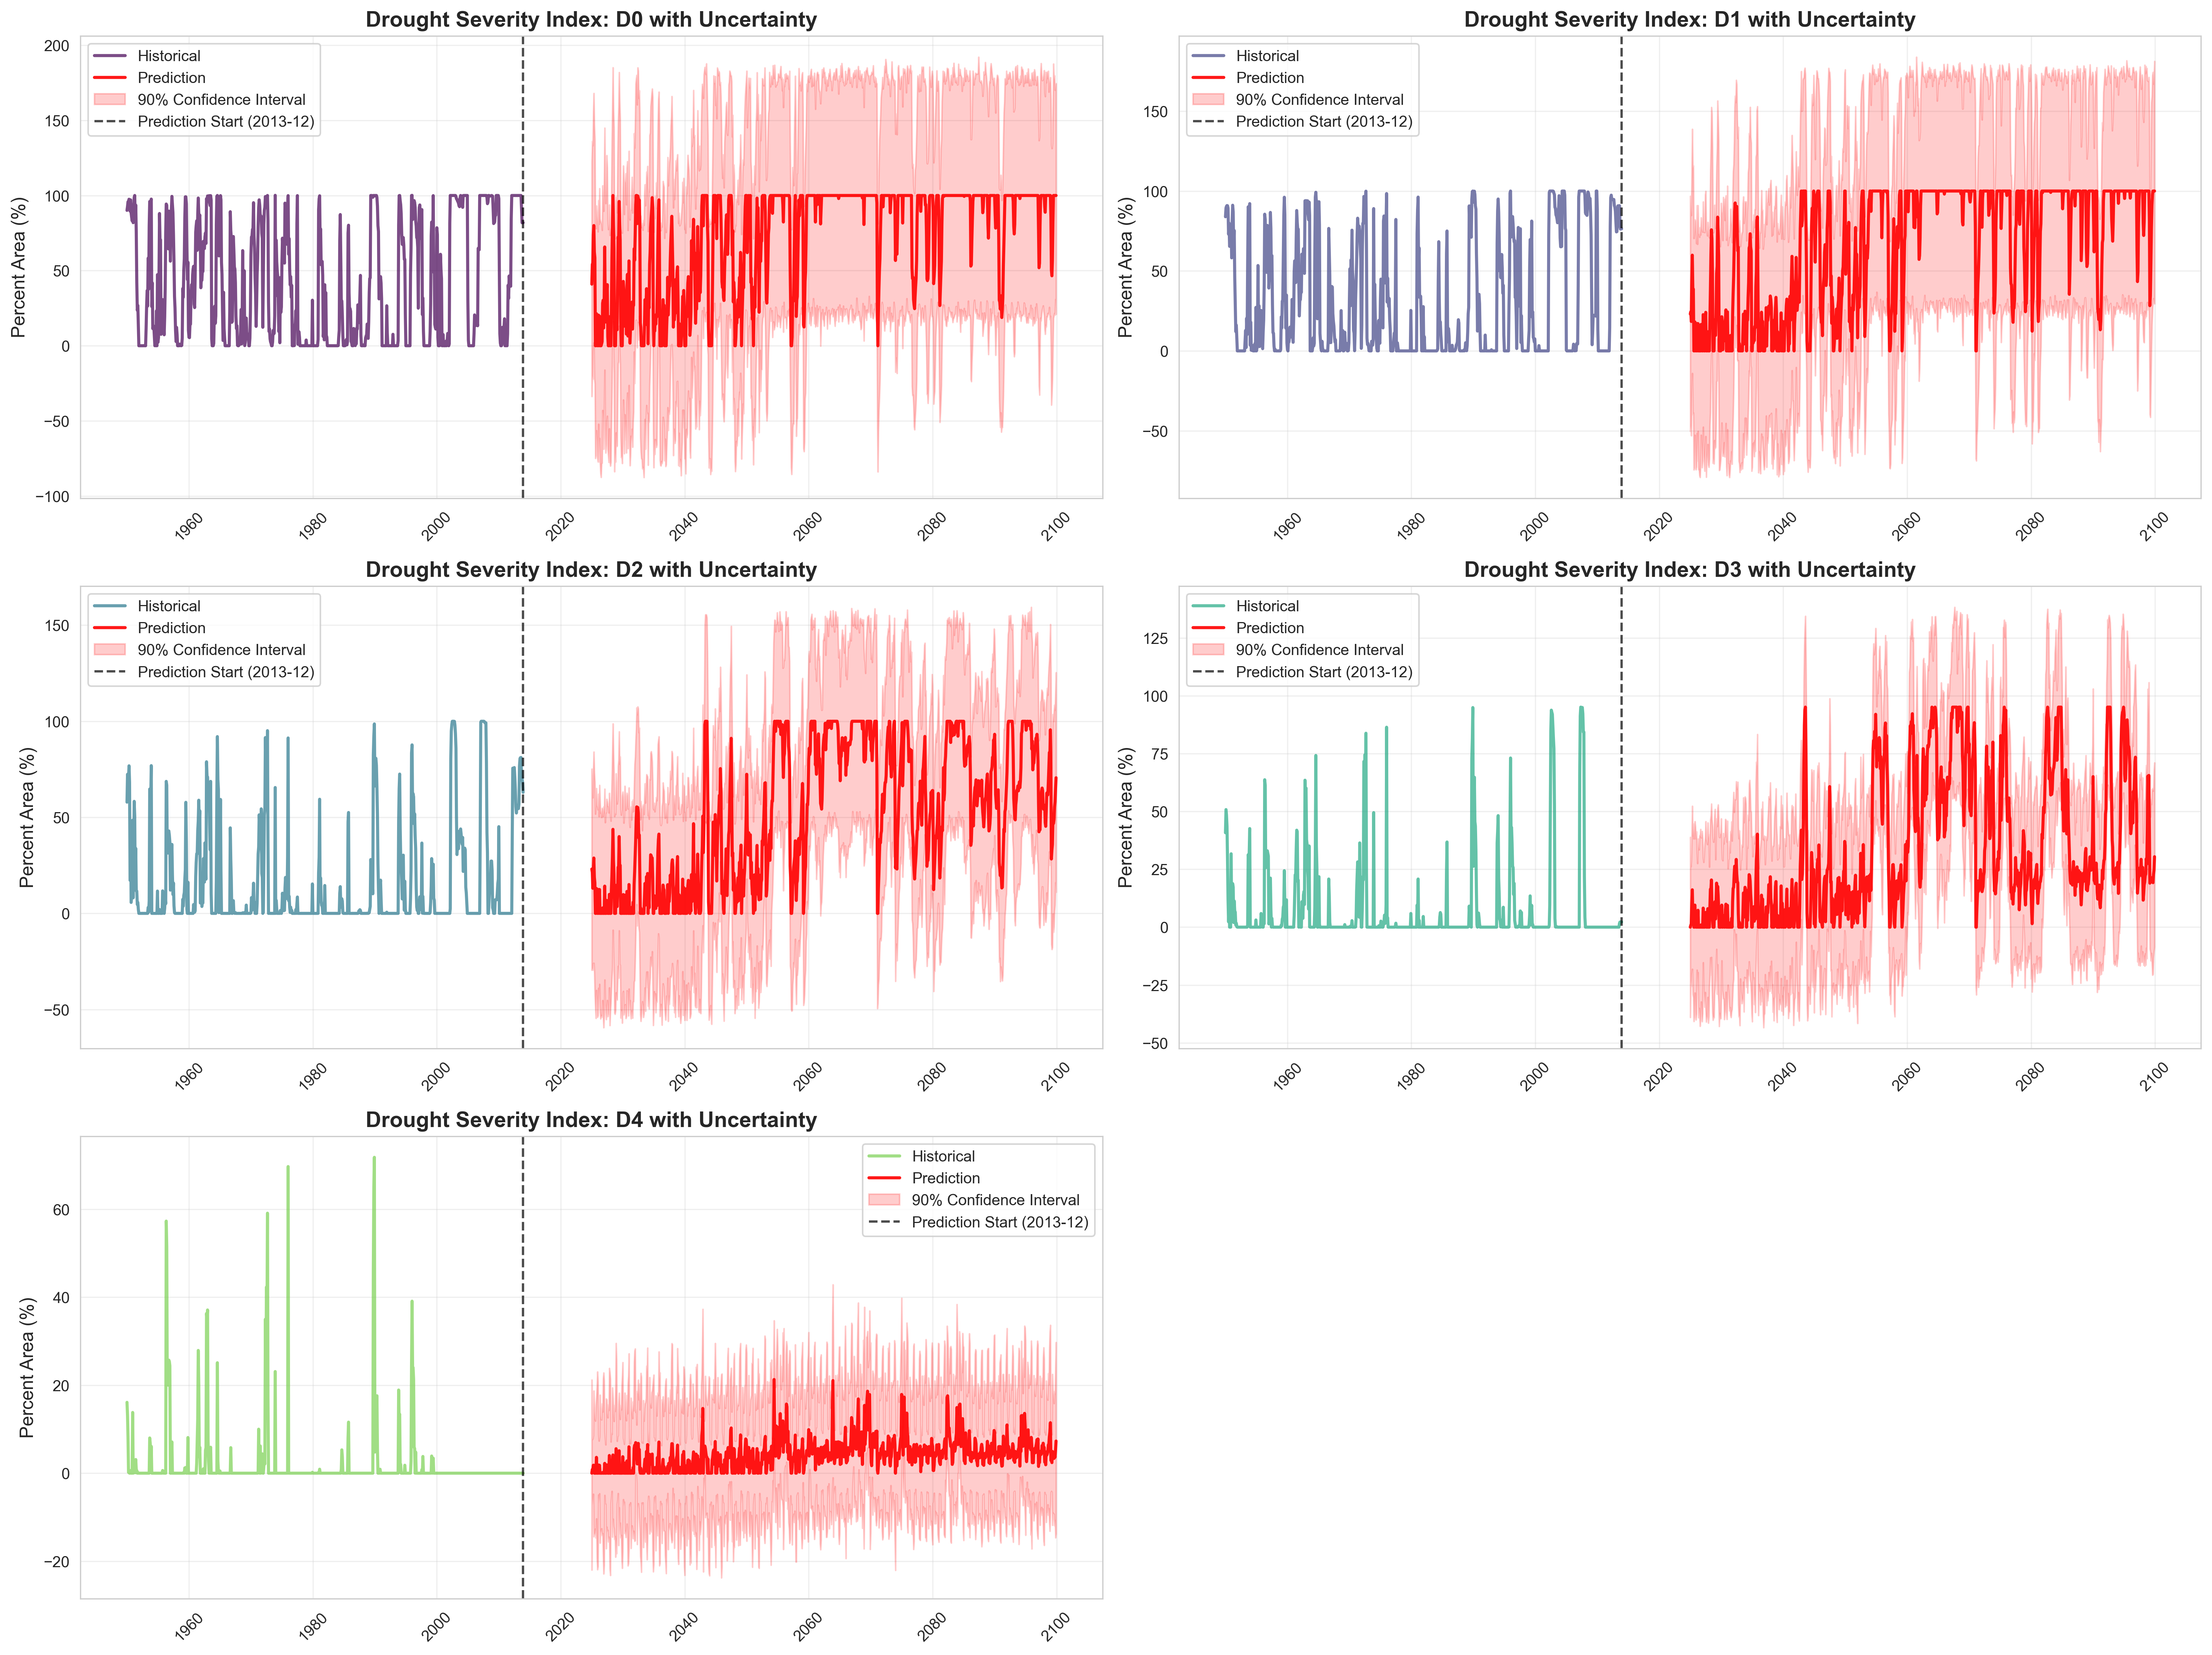 Drought Severity Index: D0 with Uncertainty
Percent Area (%)
200
150
100
50
0
−50
−100
Historical
Prediction
90% Confidence Interval
Prediction Start (2013-12)
1960
1980
2000
2020
2040
2060
2080
2100
Drought Severity Index: D1 with Uncertainty
Percent Area (%)
150
100
50
0
−50
Historical
Prediction
90% Confidence Interval
Prediction Start (2013-12)
1960
1980
2000
2020
2040
2060
2080
2100
Drought Severity Index: D2 with Uncertainty
Percent Area (%)
150
100
50
0
−50
Historical
Prediction
90% Confidence Interval
Prediction Start (2013-12)
1960
1980
2000
2020
2040
2060
2080
2100
Drought Severity Index: D3 with Uncertainty
Percent Area (%)
125
100
75
50
25
0
−25
−50
Historical
Prediction
90% Confidence Interval
Prediction Start (2013-12)
1960
1980
2000
2020
2040
2060
2080
2100
Drought Severity Index: D4 with Uncertainty
Percent Area (%)
60
40
20
0
−20
Historical
Prediction
90% Confidence Interval
Prediction Start (2013-12)
1960
1980
2000
2020
2040
2060
2080
2100